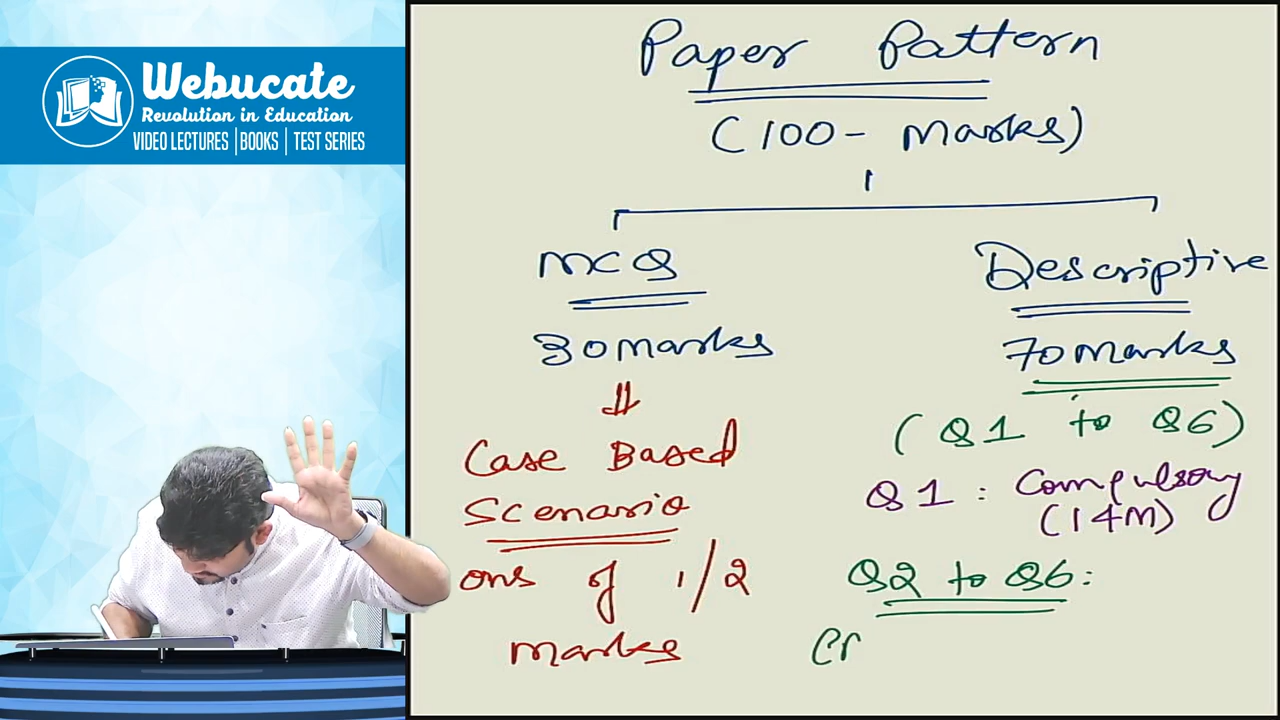 Webucate
Revolution in Education
VIDEO LECTURES | BOOKS | TEST SERIES
Paper Pattern
(100- Marks)
MCQ
30 marks
Case Based
Scenario
ons of 1/2
marks
Descriptive
70 marks
(Q1 to Q6)
Q1 : Compulsory
(14M)
Q2 to Q6: